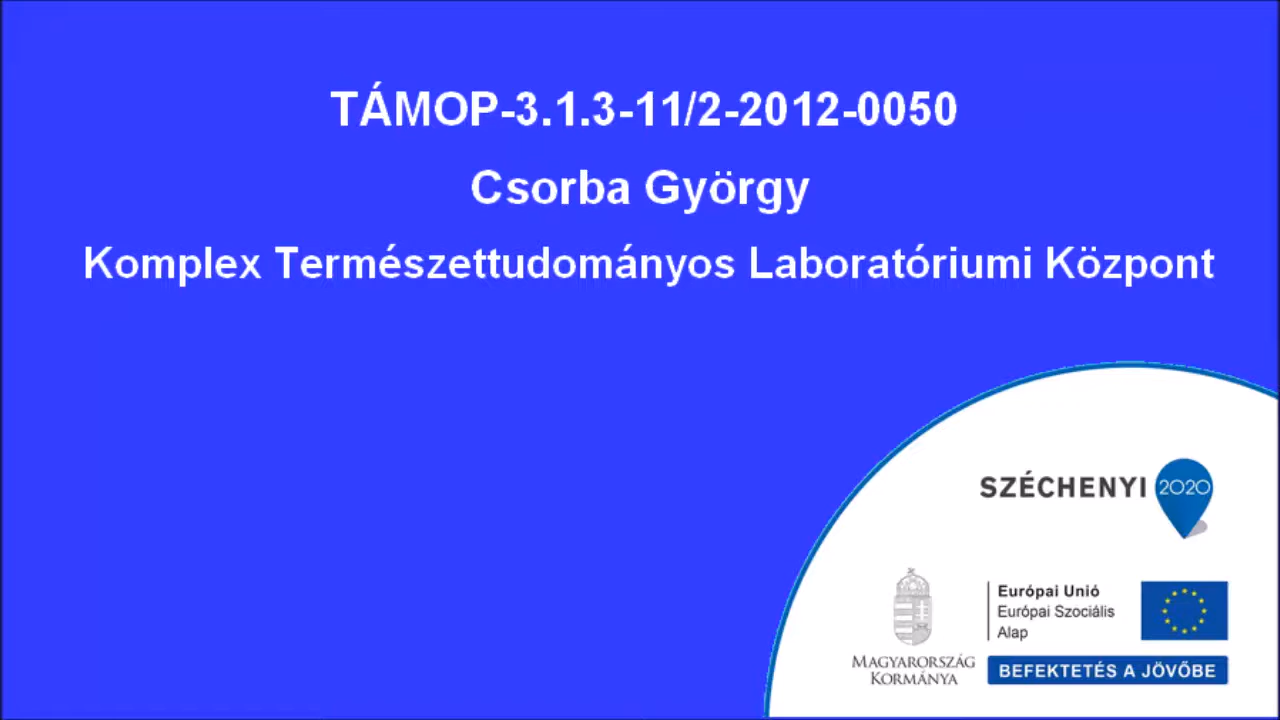 TÁMOP-3.1.3-11/2-2012-0050
Csorba György
Komplex Természettudományos Laboratóriumi Központ
SZÉCHENYI 2020
Európai Unió
Európai Szociális
Alap
MAGYARORSZÁG
KORMÁNYA
BEFEKTETÉS A JÖVŐBE